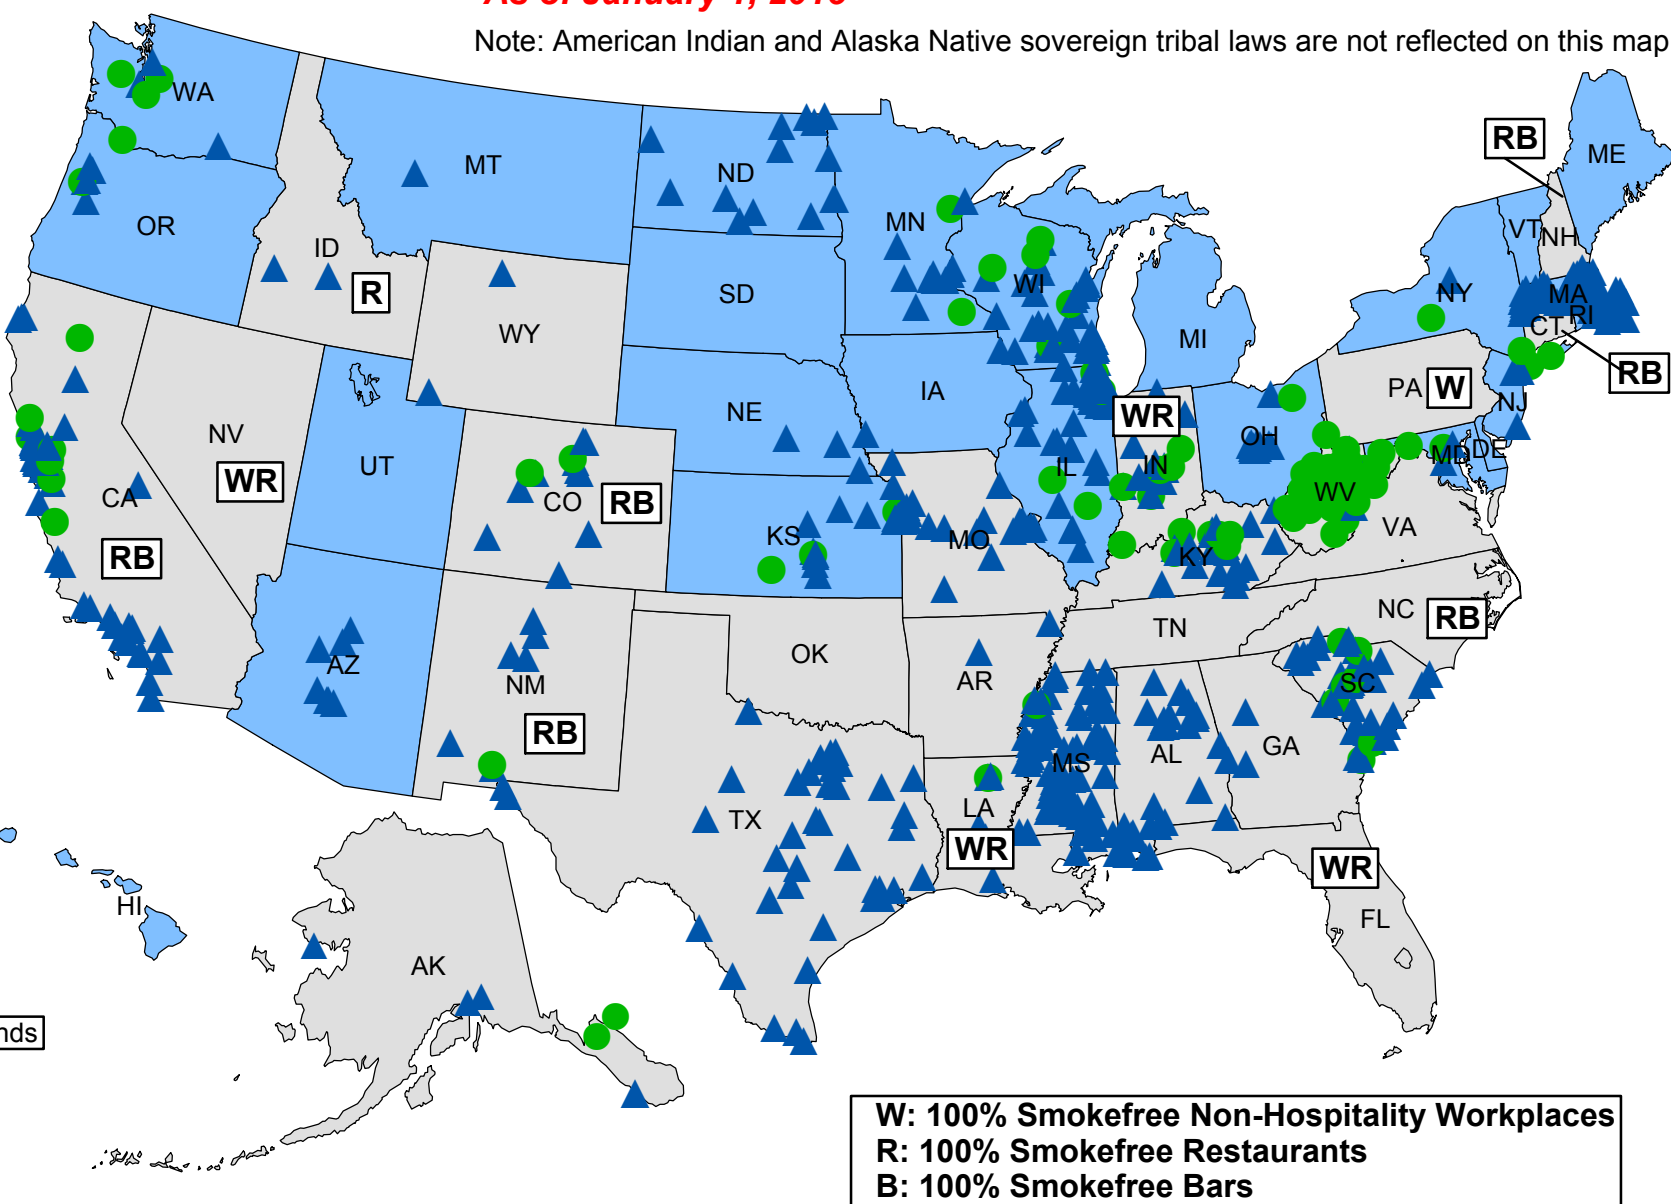 Note: American Indian and Alaska Native sovereign tribal laws are not reflected on this map
RB
WA
MT
ND
MN
ME
VT
NH
OR
ID
R
SD
WI
NY
MA
RI
CT
WY
MI
RB
PA
W
NJ
NV
WR
UT
NE
IA
WR
OH
IL
IN
MD
DE
CA
RB
CO
RB
KS
MO
WV
VA
KY
NC
RB
TN
AZ
NM
RB
OK
AR
SC
MS
AL
GA
TX
LA
WR
WR
HI
FL
AK
nds
W: 100% Smokefree Non-Hospitality Workplaces
R: 100% Smokefree Restaurants
B: 100% Smokefree Bars